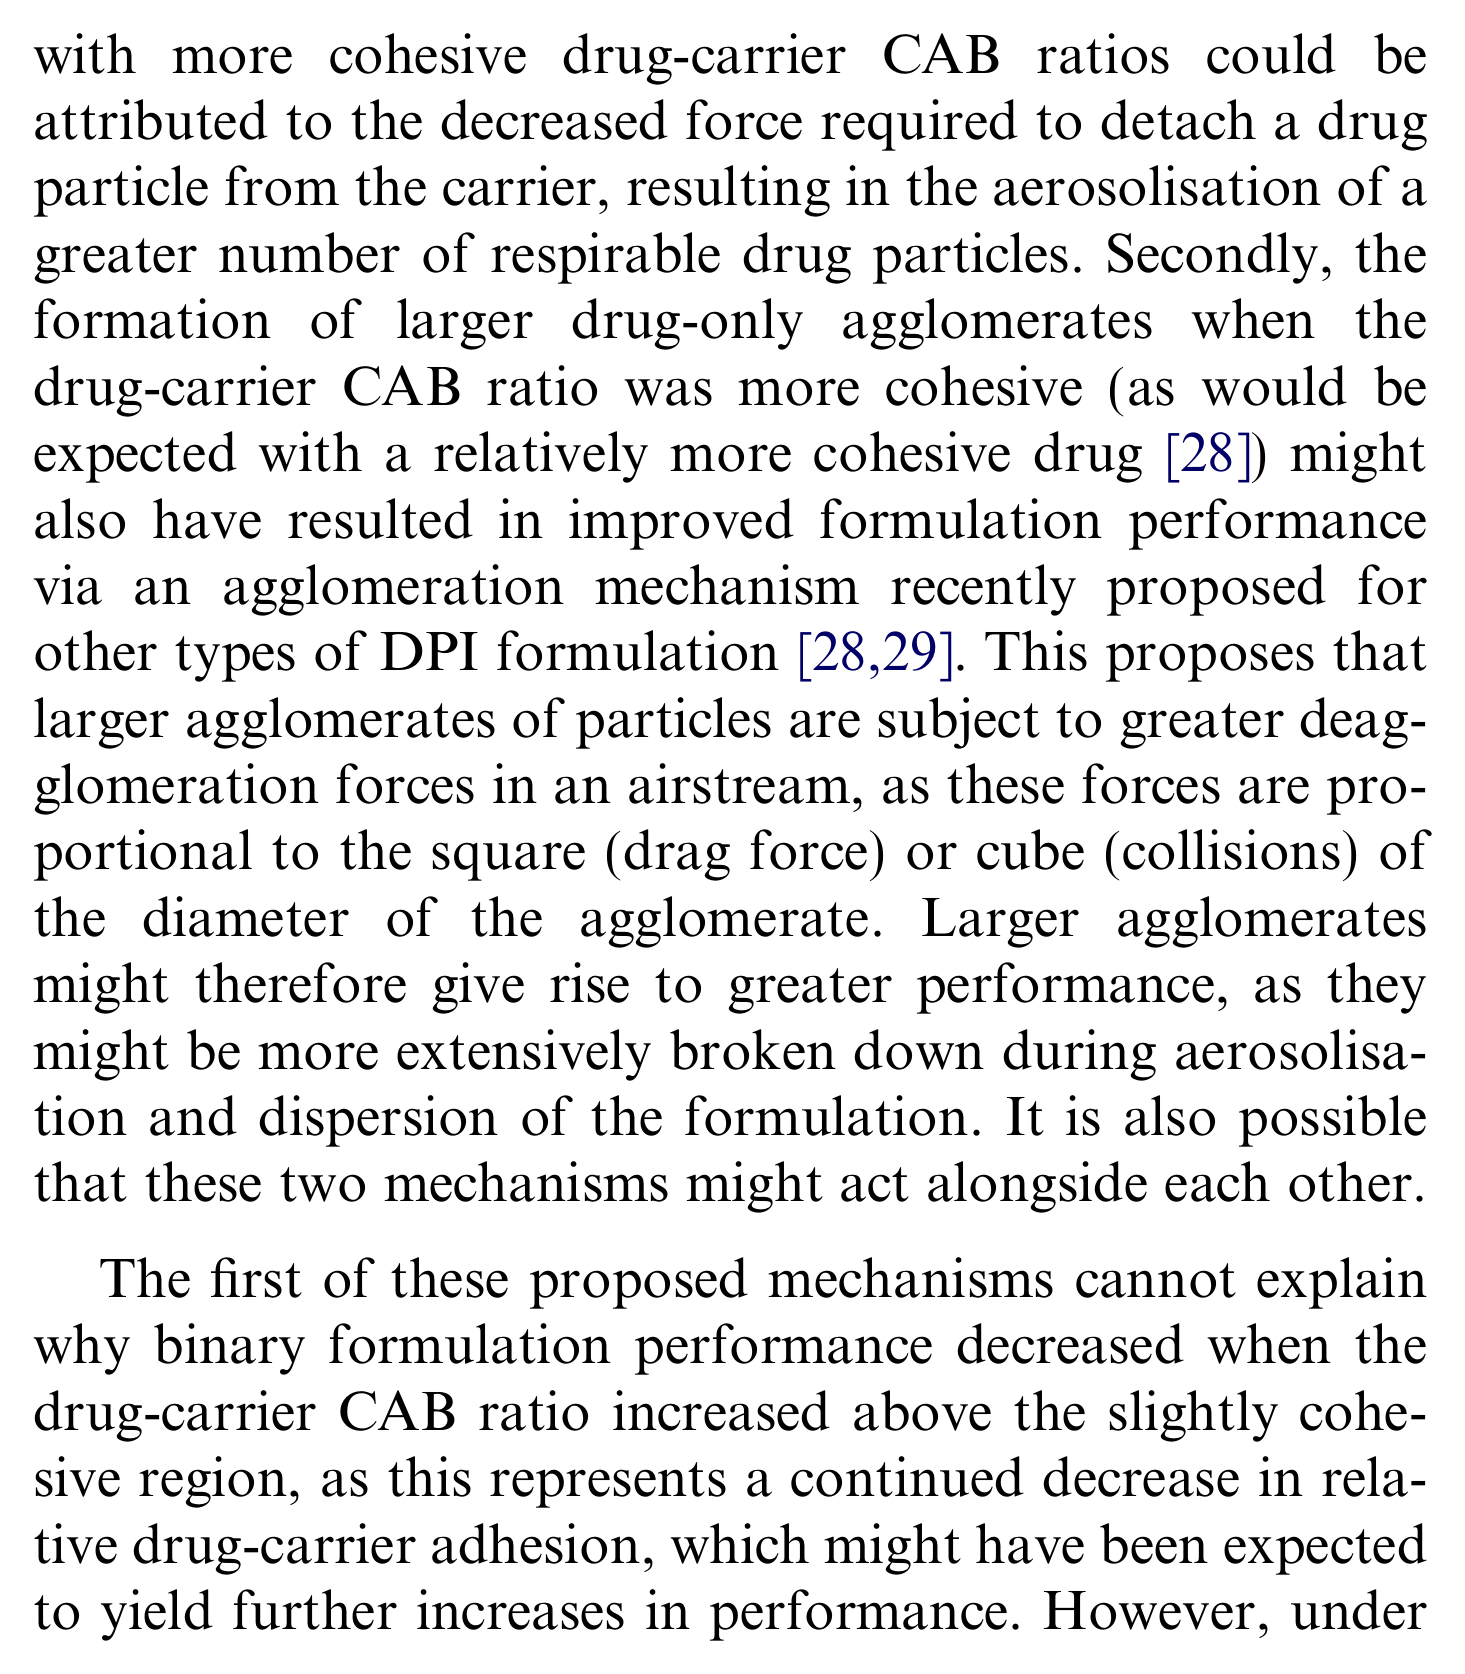 with more cohesive drug-carrier CAB ratios could be
attributed to the decreased force required to detach a drug
particle from the carrier, resulting in the aerosolisation of a
greater number of respirable drug particles. Secondly, the
formation of larger drug-only agglomerates when the
drug-carrier CAB ratio was more cohesive (as would be
expected with a relatively more cohesive drug [28]) might
also have resulted in improved formulation performance
via an agglomeration mechanism recently proposed for
other types of DPI formulation [28,29]. This proposes that
larger agglomerates of particles are subject to greater deag-
glomeration forces in an airstream, as these forces are pro-
portional to the square (drag force) or cube (collisions) of
the diameter of the agglomerate. Larger agglomerates
might therefore give rise to greater performance, as they
might be more extensively broken down during aerosolisa-
tion and dispersion of the formulation. It is also possible
that these two mechanisms might act alongside each other.
The first of these proposed mechanisms cannot explain
why binary formulation performance decreased when the
drug-carrier CAB ratio increased above the slightly cohe-
sive region, as this represents a continued decrease in rela-
tive drug-carrier adhesion, which might have been expected
to yield further increases in performance. However, under